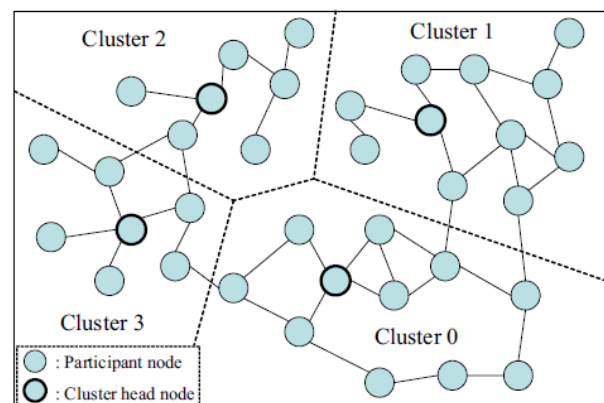 Cluster 2
Cluster 1
Cluster 3
Cluster 0
: Participant node
: Cluster head node